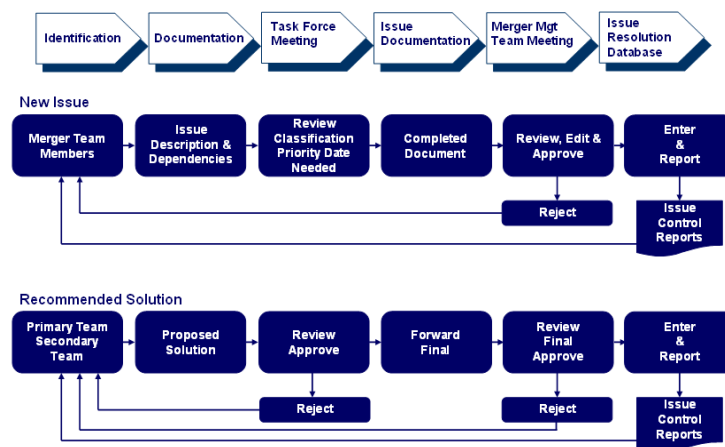 Identification
Documentation
Task Force
Meeting
Issue
Documentation
Merger Mgt
Team Meeting
Issue
Resolution
Database
New Issue
Merger Team
Members
Issue
Description &
Dependencies
Review
Classification
Priority Date
Needed
Completed
Document
Review, Edit &
Approve
Enter
&
Report
Reject
Issue
Control
Reports
Recommended Solution
Primary Team
Secondary
Team
Proposed
Solution
Review
Approve
Forward
Final
Review
Final
Approve
Enter
&
Report
Reject
Reject
Issue
Control
Reports